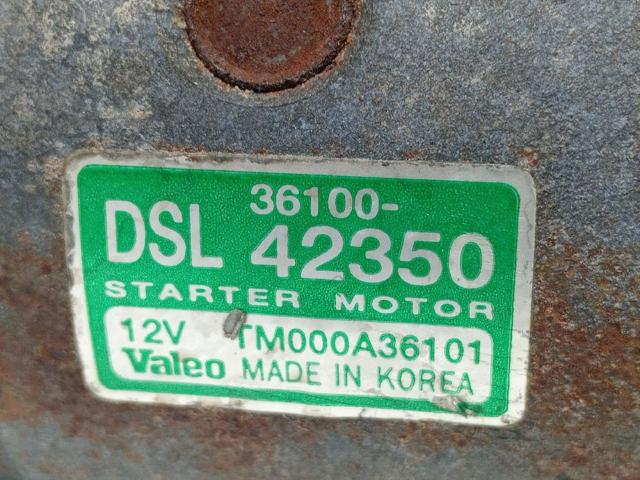 36100-
DSL 42350
STARTER MOTOR
12V TM000A36101
Valeo MADE IN KOREA